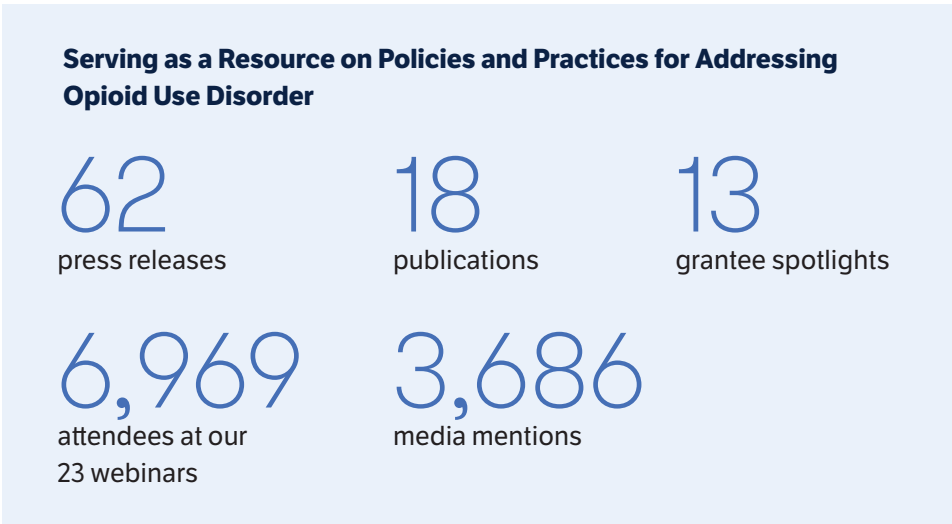 Serving as a Resource on Policies and Practices for Addressing
Opioid Use Disorder
62
press releases
18
publications
13
grantee spotlights
6,969
attendees at our
23 webinars
3,686
media mentions